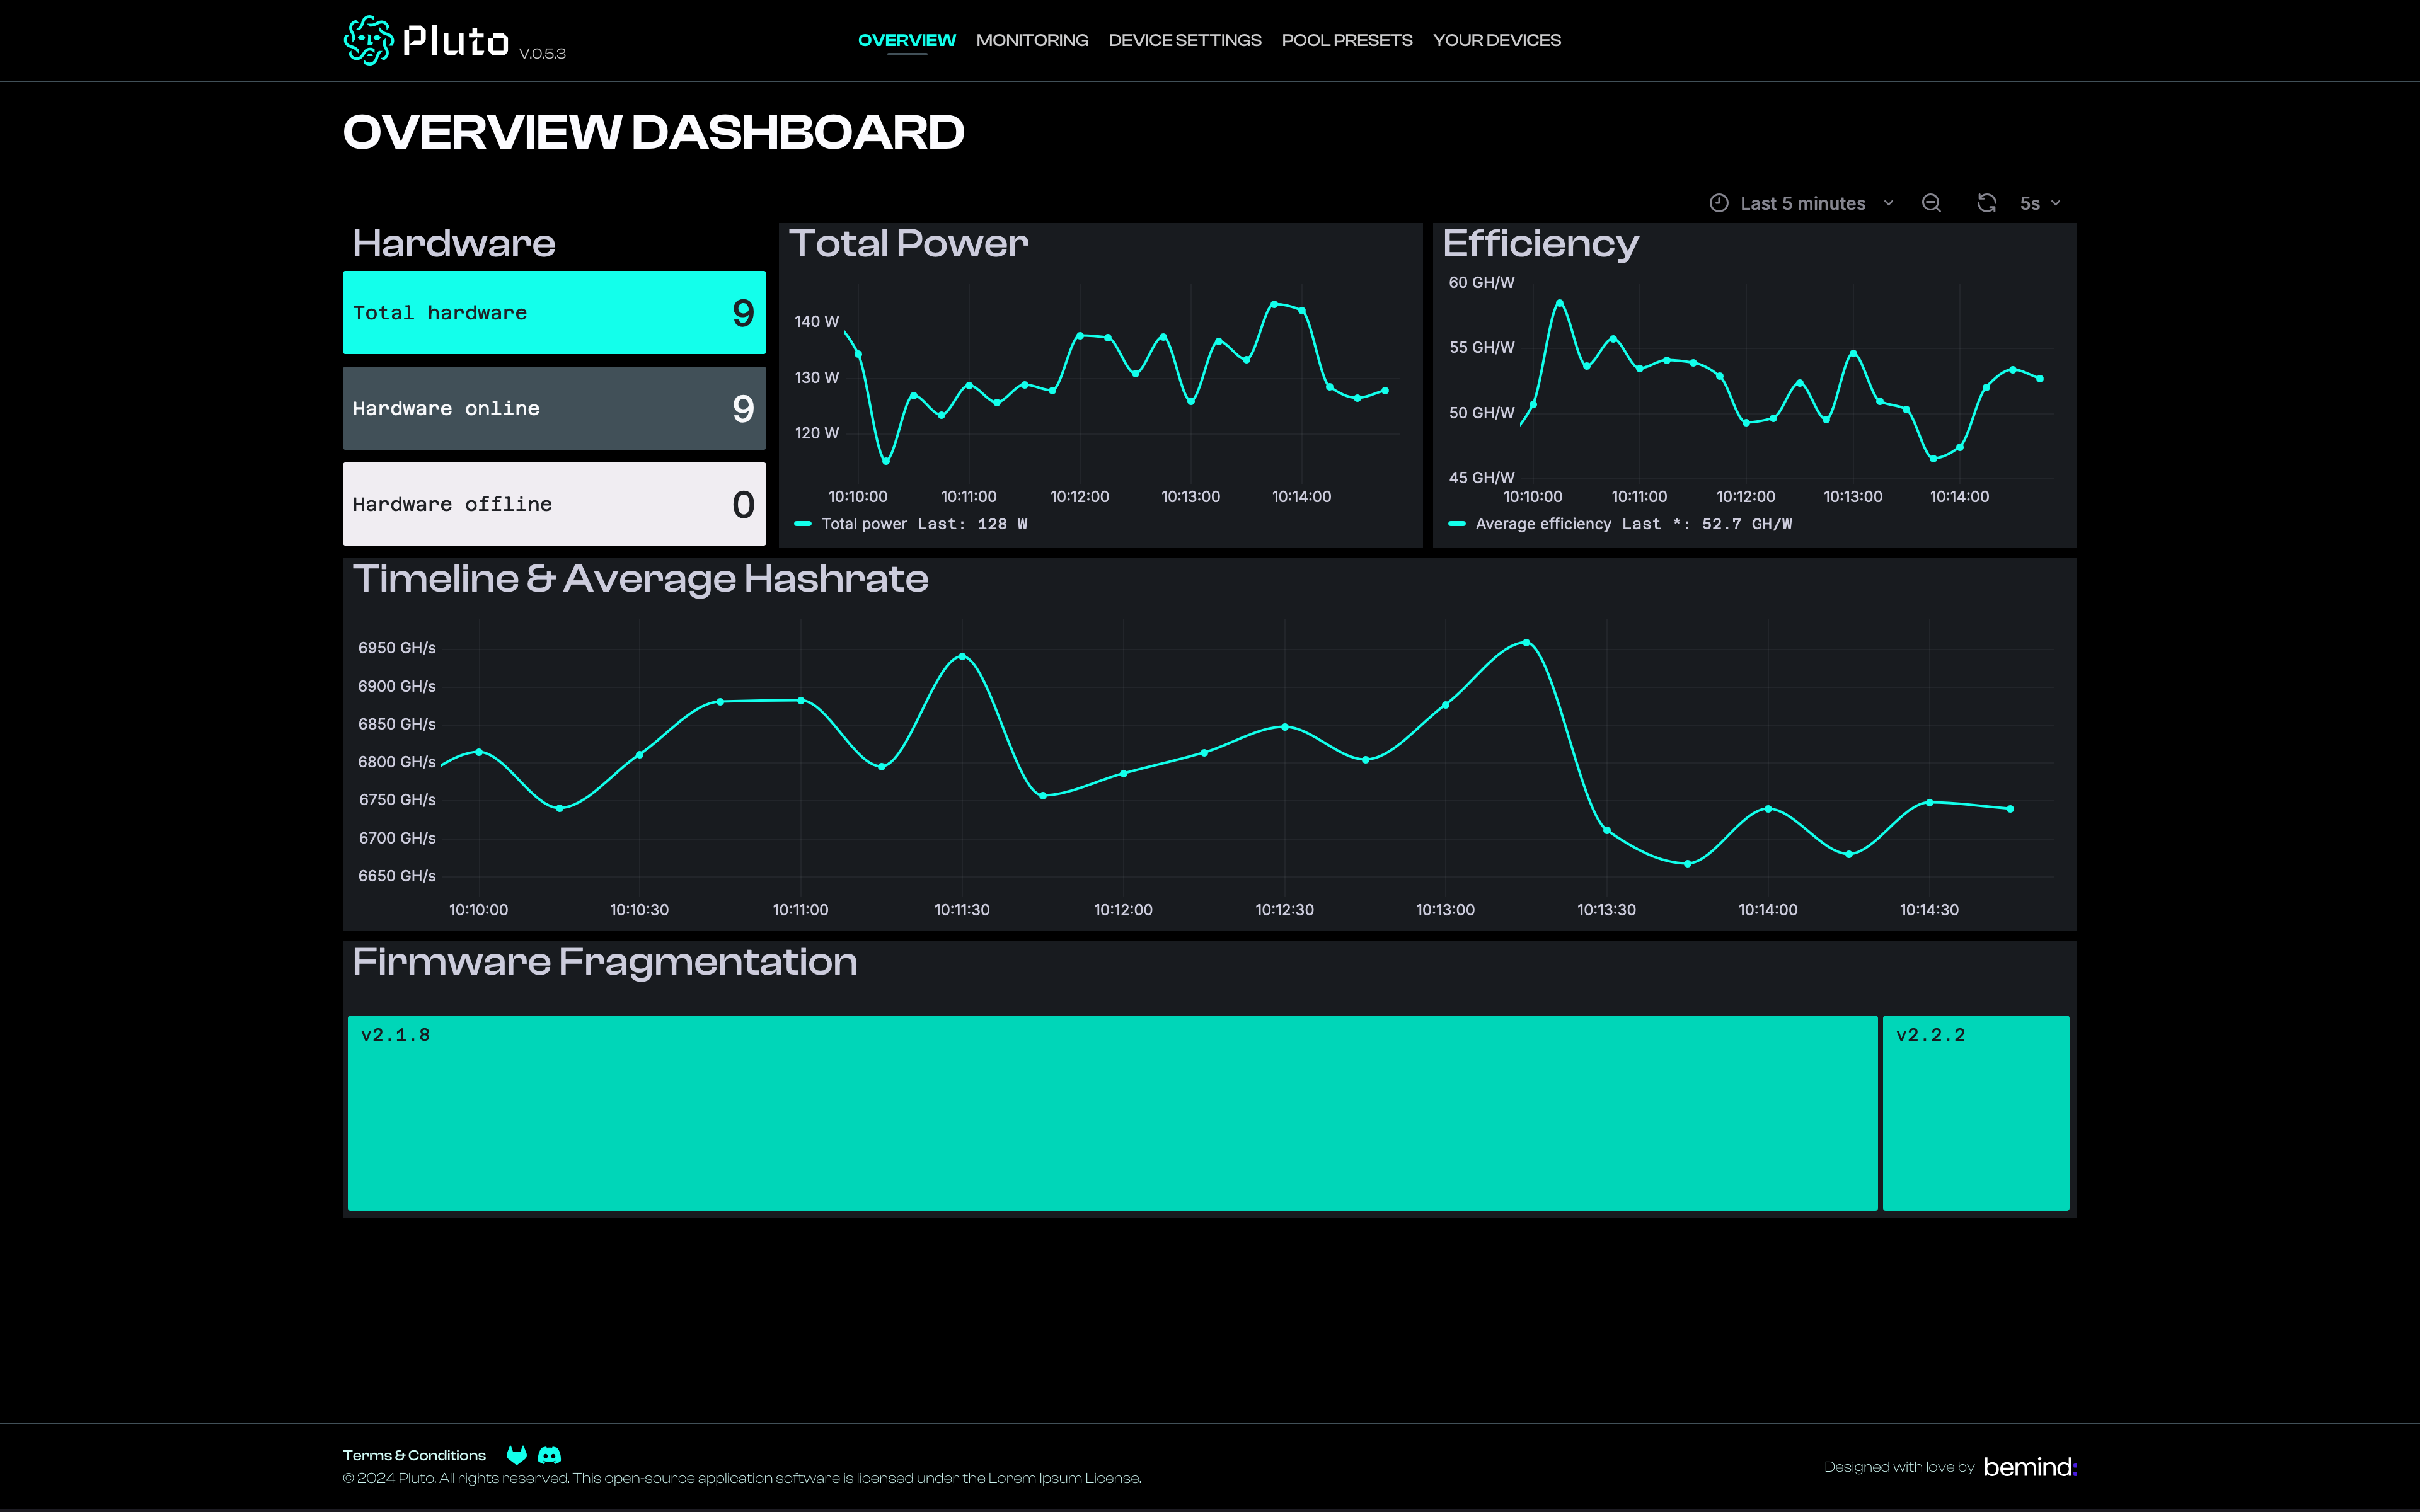 Pluto V.0.5.3
OVERVIEW MONITORING DEVICE SETTINGS POOL PRESETS YOUR DEVICES
OVERVIEW DASHBOARD
Last 5 minutes 5s
Hardware
Total hardware 9
Hardware online 9
Hardware offline 0
Total Power
140 W
130 W
120 W
10:10:00 10:11:00 10:12:00 10:13:00 10:14:00
Total power Last: 128 W
Efficiency
60 GH/W
55 GH/W
50 GH/W
45 GH/W
10:10:00 10:11:00 10:12:00 10:13:00 10:14:00
Average efficiency Last *: 52.7 GH/W
Timeline & Average Hashrate
6950 GH/s
6900 GH/s
6850 GH/s
6800 GH/s
6750 GH/s
6700 GH/s
6650 GH/s
10:10:00 10:10:30 10:11:00 10:11:30 10:12:00 10:12:30 10:13:00 10:13:30 10:14:00 10:14:30
Firmware Fragmentation
v2.1.8 v2.2.2
Terms & Conditions
© 2024 Pluto. All rights reserved. This open-source application software is licensed under the Lorem Ipsum License.
Designed with love by bemind: